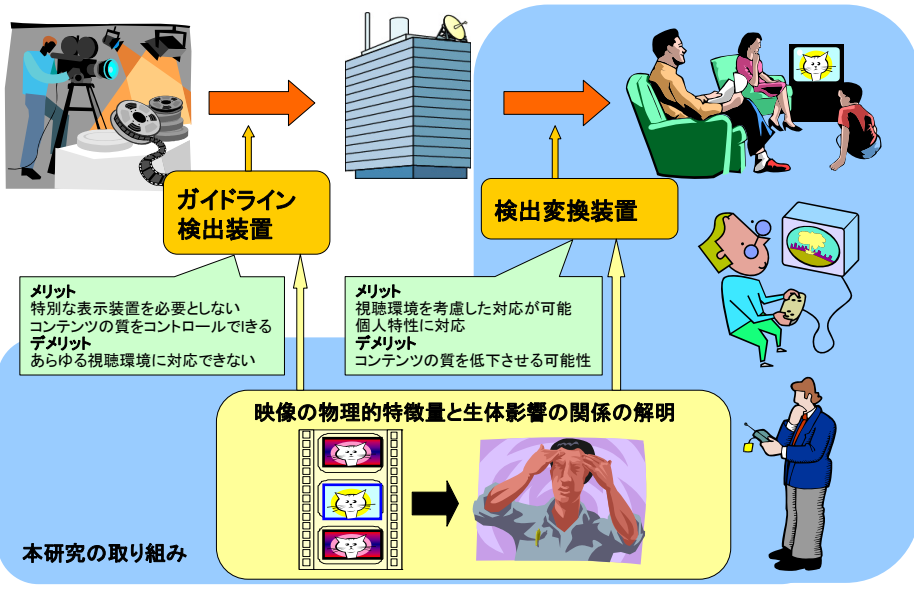 ガイドライン
検出装置
検出変換装置
メリット
特別な表示装置を必要としない
コンテンツの質をコントロールできる
デメリット
あらゆる視聴環境に対応できない
メリット
視聴環境を考慮した対応が可能
個人特性に対応
デメリット
コンテンツの質を低下させる可能性
映像の物理的特徴量と生体影響の関係の解明
本研究の取り組み